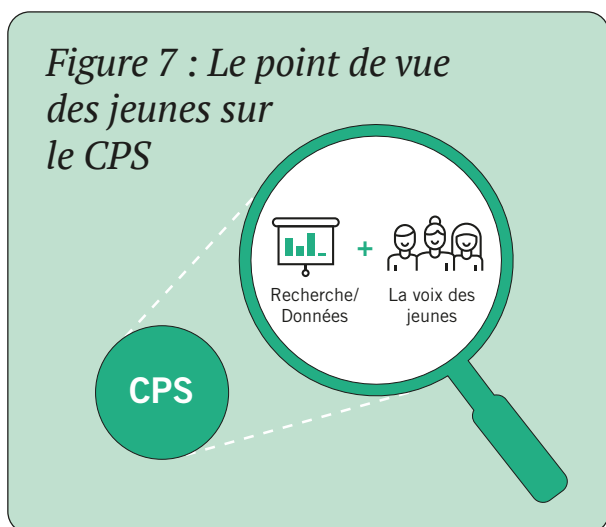 Figure 7 : Le point de vue
des jeunes sur
le CPS
Recherche/
Données
+
La voix des
jeunes
CPS